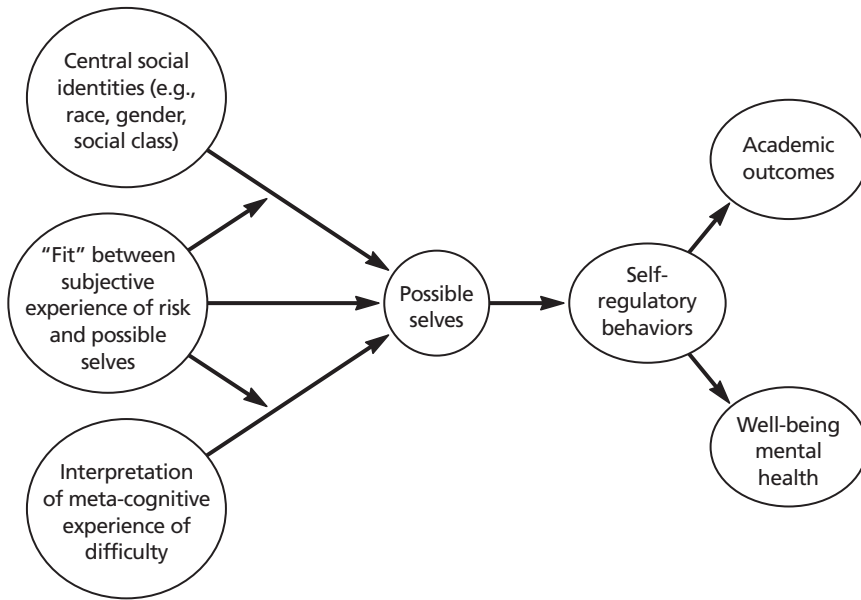 Central social
identities (e.g.,
race, gender,
social class)
“Fit” between
subjective
experience of risk
and possible
selves
Interpretation
of meta-cognitive
experience of
difficulty
Possible
selves
Self-
regulatory
behaviors
Academic
outcomes
Well-being
mental
health